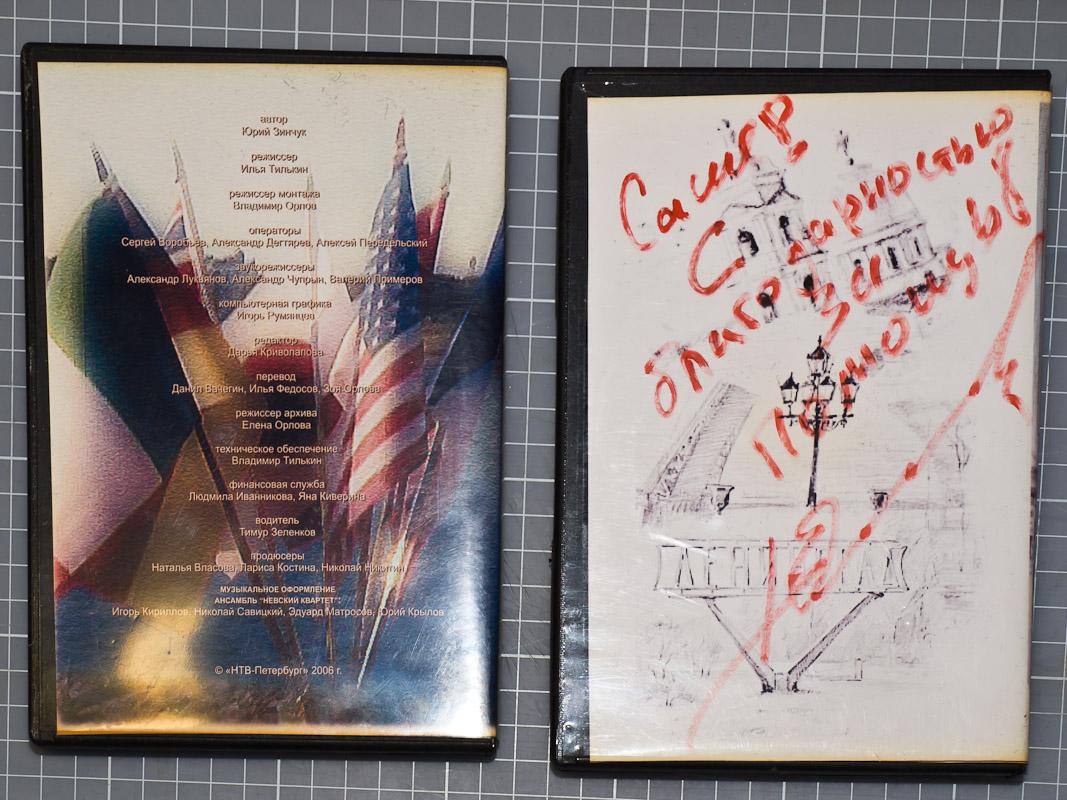 автор
Юрий Зинчук
режиссер
Илья Тилькин
режиссер монтажа
Владимир Орлов
операторы
Сергей Воробьев, Александр Дегтярев, Алексей Передельский
звукорежиссеры
Александр Лукьянов, Александр Чупрын, Валерий Примеров
компьютерная графика
Игорь Румянцев
редактор
Дарья Криволапова
перевод
Данил Вачегин, Илья Федосов, Зоя Орлова
режиссер архива
Елена Орлова
техническое обеспечение
Владимир Тилькин
финансовая служба
Людмила Иванникова, Яна Киверина
водитель
Тимур Зеленков
продюсеры
Наталья Власова, Лариса Костина, Николай Никитин
МУЗЫКАЛЬНОЕ ОФОРМЛЕНИЕ
АНСАМБЛЬ "НЕВСКИЙ КВАРТЕТ":
Игорь Кириллов, Николай Савицкий, Эдуард Матросов, Юрий Крылов
© «НТВ-Петербург» 2006 г.
С
благодарностью
за
помощь
ЛЕНИНГРАД